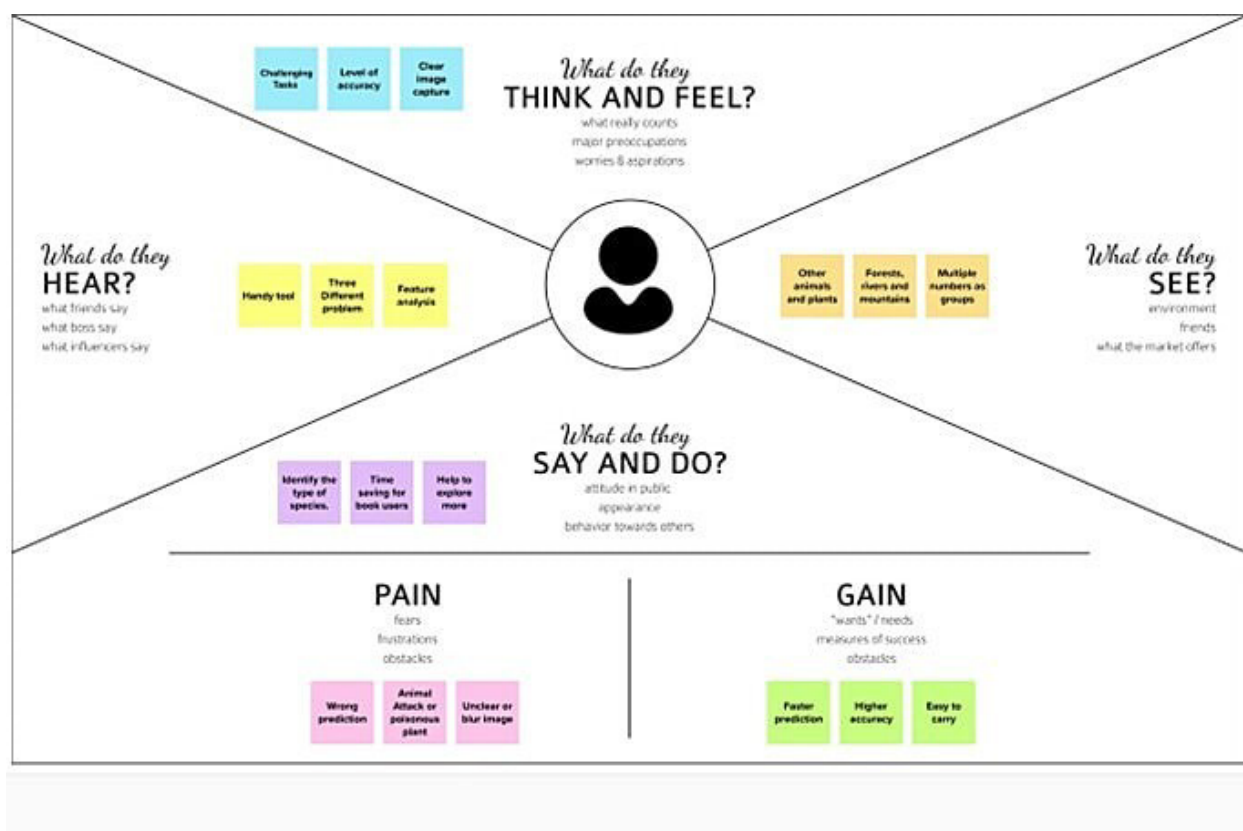 What do they
THINK AND FEEL?
what really counts
major preoccupations
worries & aspirations
Challenging
Tasks
Level of
accuracy
Clear
image
capture
What do they
HEAR?
what friends say
what boss say
what influencers say
Handy tool
Three
Different
problem
Feature
analysis
Other
animals
and plants
Forests,
rivers and
mountains
Multiple
numbers as
groups
What do they
SEE?
environment
friends
what the market offers
What do they
SAY AND DO?
attitude in public
appearance
behavior towards others
Identify the
type of
species.
Time
saving for
book users
Help to
explore
more
PAIN
fears
frustrations
obstacles
Wrong
prediction
Animal
Attack or
poisonous
plant
Unclear or
blur image
GAIN
"wants" / needs
measures of success
obstacles
Faster
prediction
Higher
accuracy
Easy to
carry